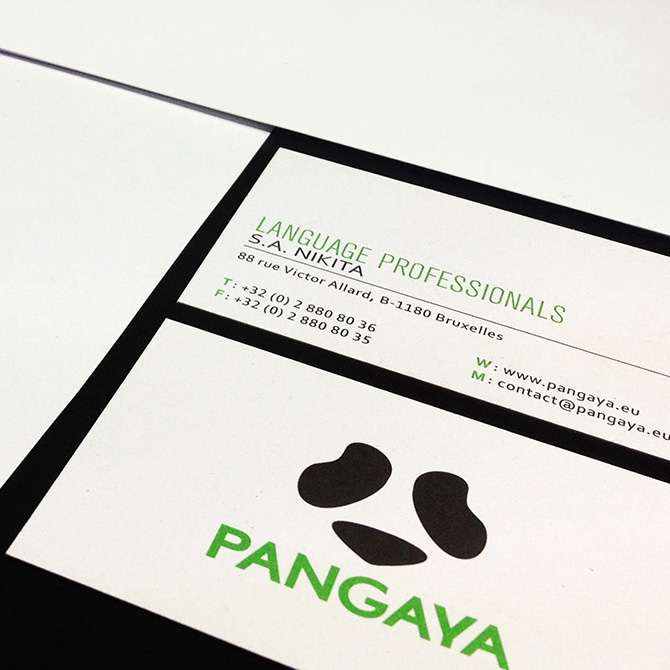 LANGUAGE PROFESSIONALS
S.A. NIKITA
88 rue Victor Allard, B-1180 Bruxelles
T: +32 (0) 2 880 80 36
F: +32 (0) 2 880 80 35
W: www.pangaya.eu
M: contact@pangaya.eu
PANGAYA